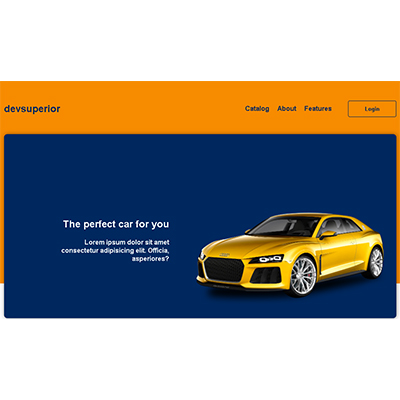 devsuperior
Catalog About Features Login
The perfect car for you
Lorem ipsum dolor sit amet
consectetur adipisicing elit. Officia,
asperiores?